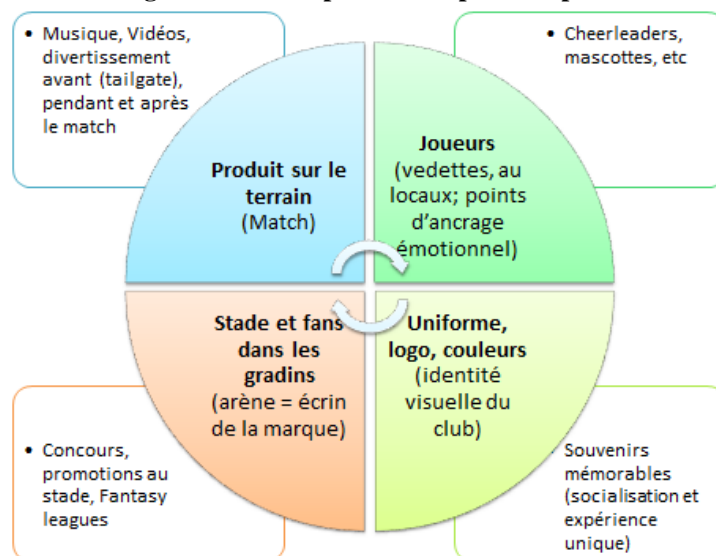 • Musique, Vidéos,
divertissement
avant (tailgate),
pendant et après
le match
• Cheerleaders,
mascottes, etc
Produit sur le
terrain
(Match)
Joueurs
(vedettes, au
locaux; points
d'ancrage
émotionnel)
Stade et fans
dans les
gradins
(arène = écrin
de la marque)
Uniforme,
logo, couleurs
(identité
visuelle du
club)
• Concours,
promotions au
stade, Fantasy
leagues
• Souvenirs
mémorables
(socialisation et
expérience
unique)